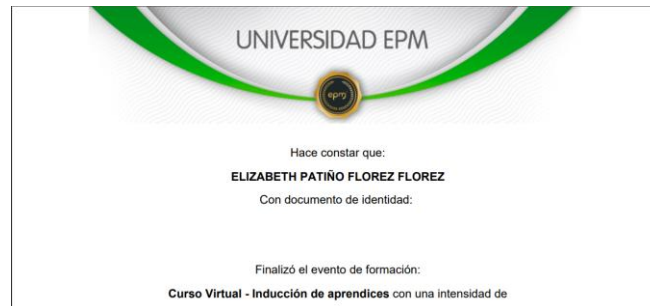 UNIVERSIDAD EPM
epm
Hace constar que:
ELIZABETH PATIÑO FLOREZ FLOREZ
Con documento de identidad:
Finalizó el evento de formación:
Curso Virtual - Inducción de aprendices con una intensidad de